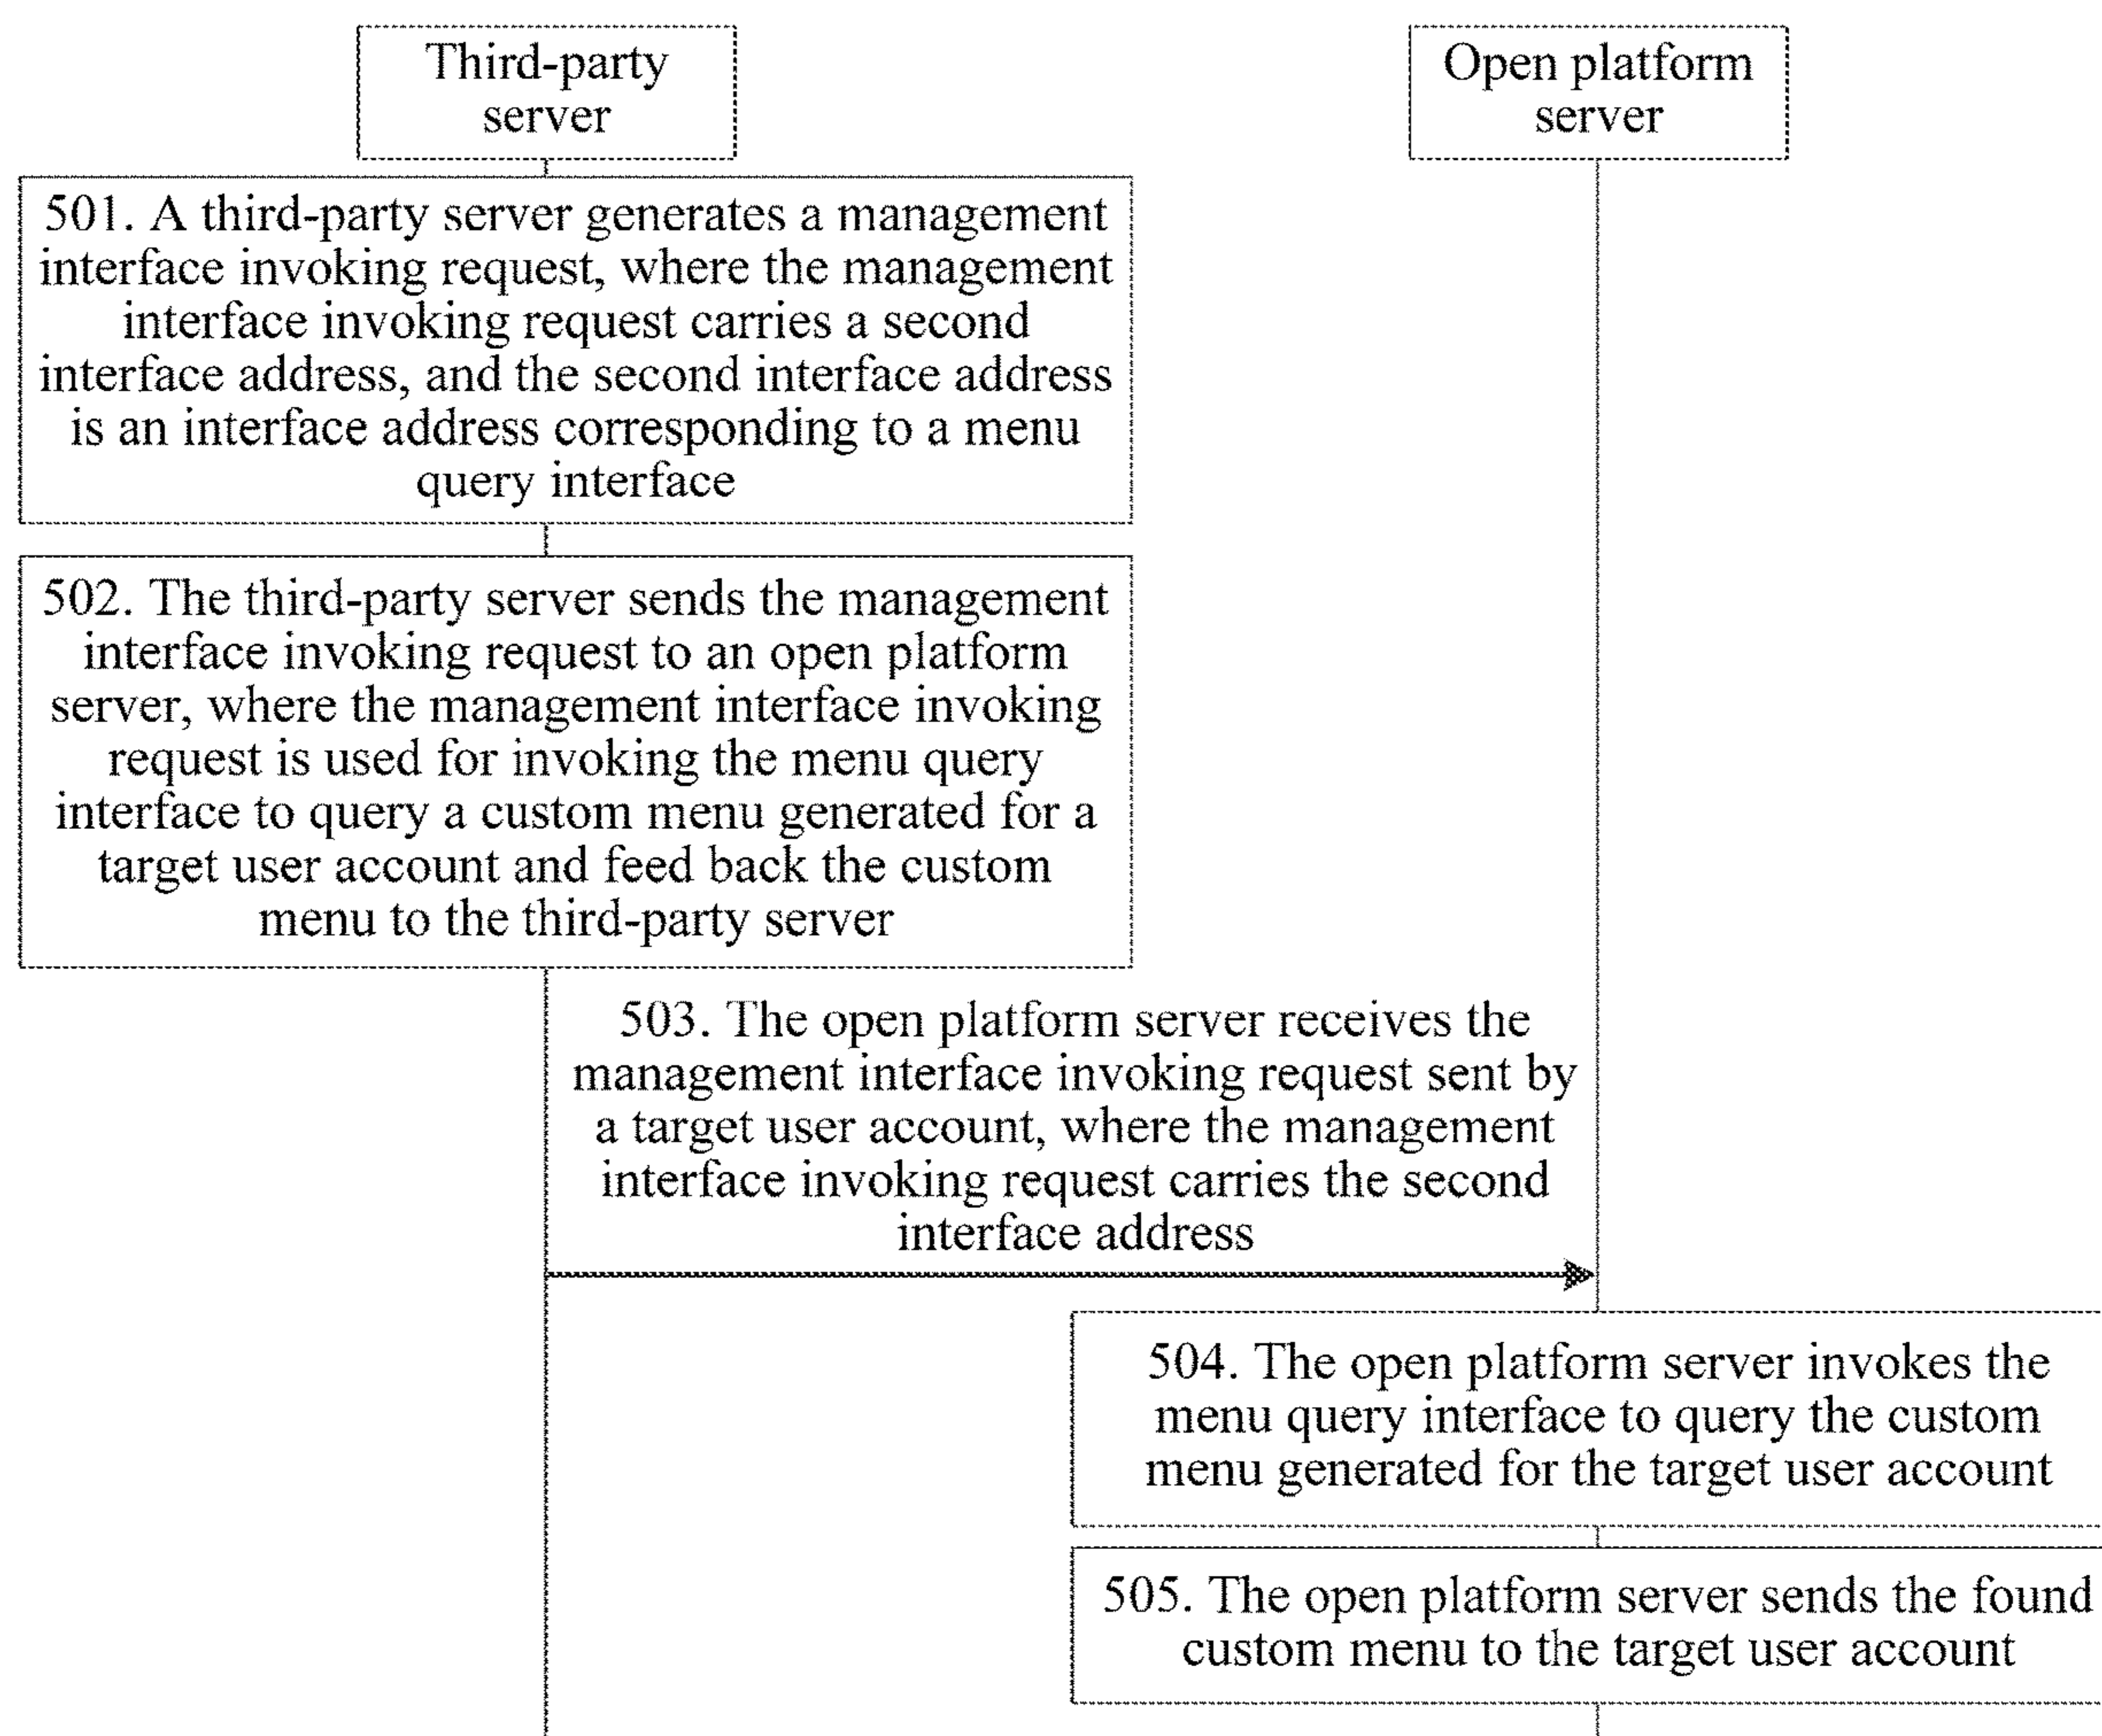 Third-party
server
Open platform
server
501. A third-party server generates a management
interface invoking request, where the management
interface invoking request carries a second
interface address, and the second interface address
is an interface address corresponding to a menu
query interface
502. The third-party server sends the management
interface invoking request to an open platform
server, where the management interface invoking
request is used for invoking the menu query
interface to query a custom menu generated for a
target user account and feed back the custom
menu to the third-party server
503. The open platform server receives the
management interface invoking request sent by
a target user account, where the management
interface invoking request carries the second
interface address
504. The open platform server invokes the
menu query interface to query the custom
menu generated for the target user account
505. The open platform server sends the found
custom menu to the target user account